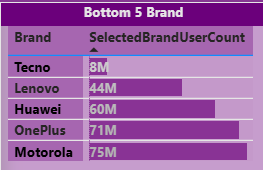 Bottom 5 Brand
Brand SelectedBrandUserCount
Tecno 8M
Lenovo 44M
Huawei 60M
OnePlus 71M
Motorola 75M